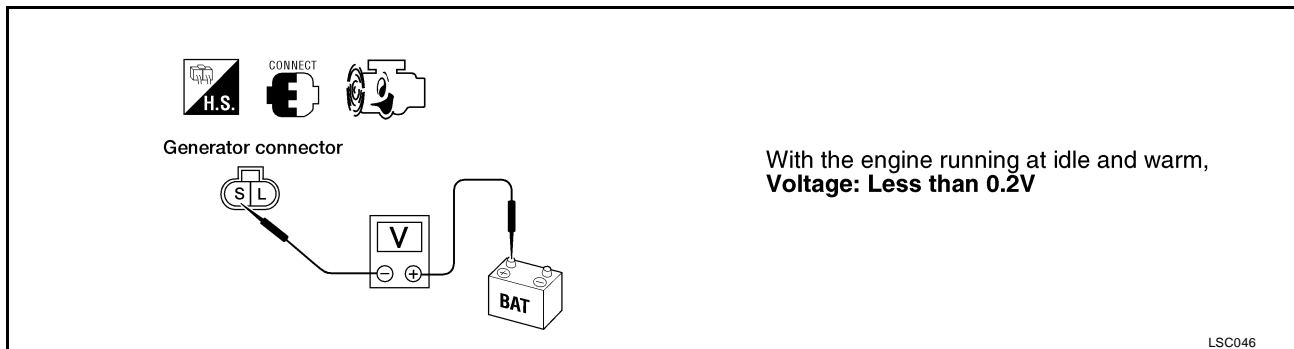 H.S.
CONNECT
Generator connector
S L
V
− +
+ −
BAT
With the engine running at idle and warm,
Voltage: Less than 0.2V
LSC046